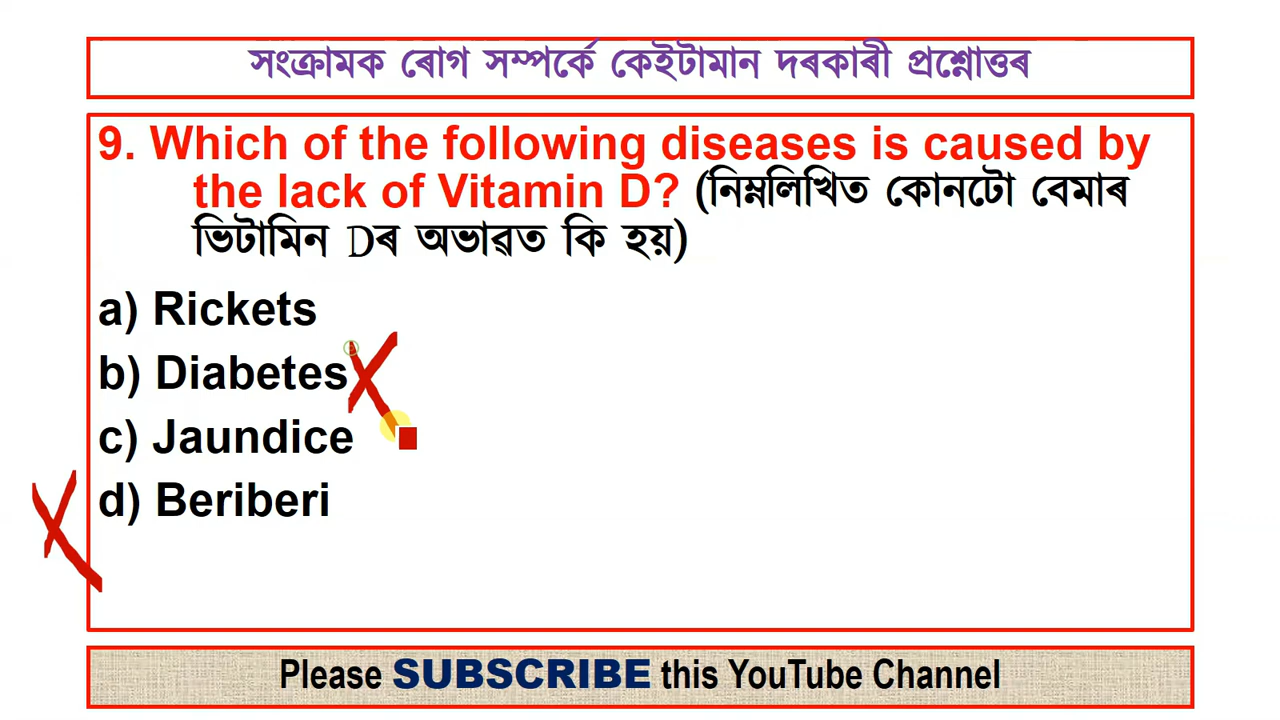 সংক্ৰামক ৰোগ সম্পৰ্কে কেইটামান দৰকাৰী প্ৰশ্নোত্তৰ
9. Which of the following diseases is caused by
the lack of Vitamin D? (নিম্নলিখিত কোনটো বেমাৰ
ভিটামিন Dৰ অভাৱত কি হয়)
a) Rickets
b) Diabetes
c) Jaundice
d) Beriberi
Please SUBSCRIBE this YouTube Channel